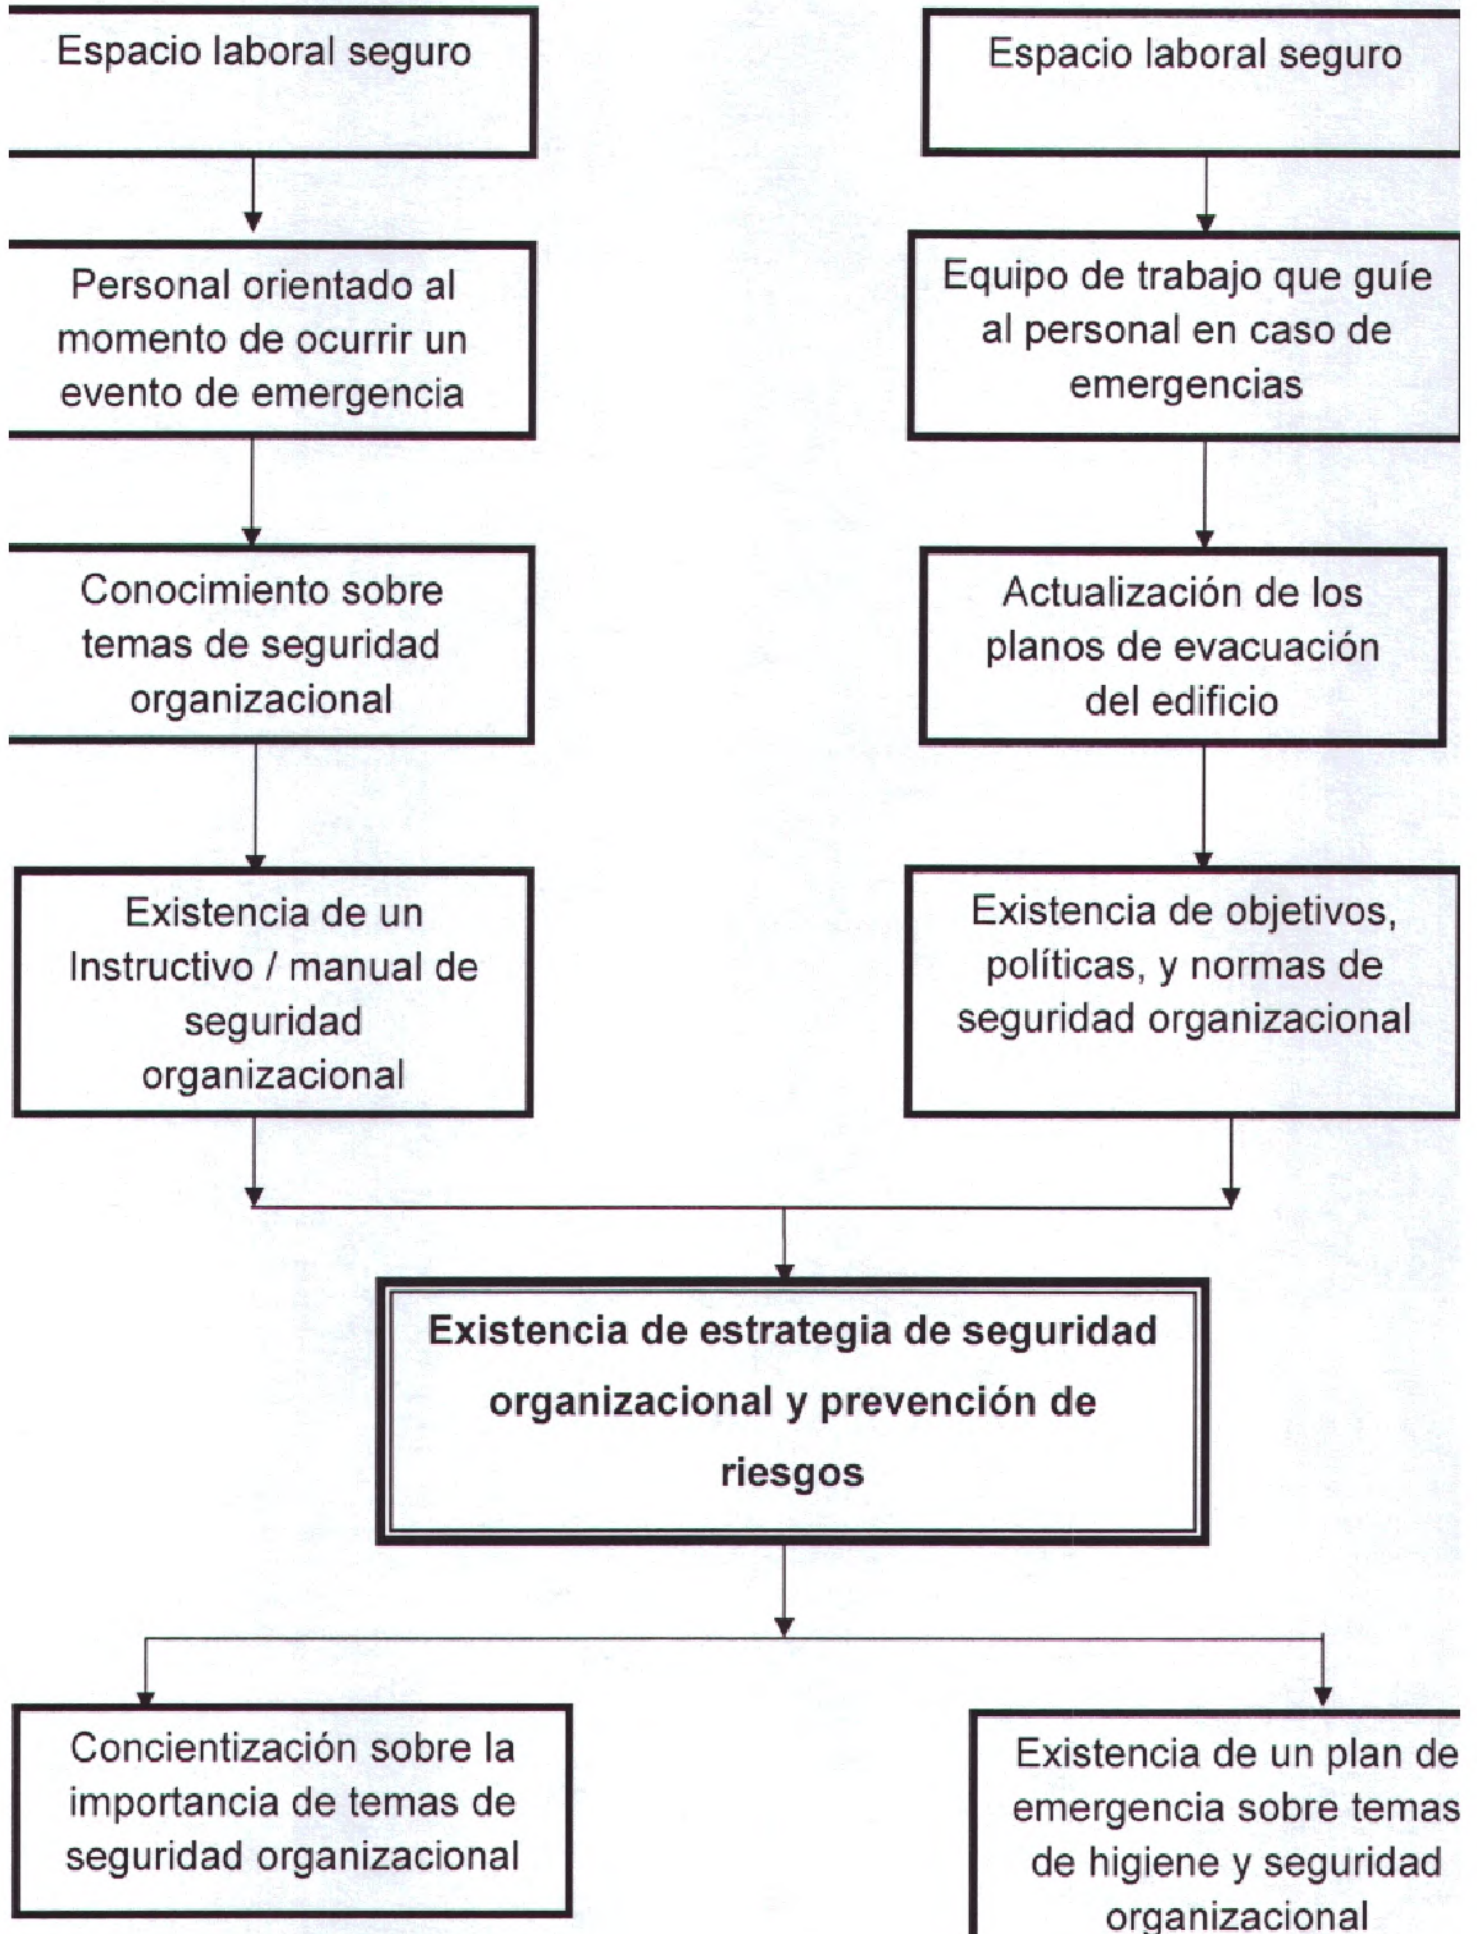 Espacio laboral seguro
Espacio laboral seguro
Personal orientado al
momento de ocurrir un
evento de emergencia
Equipo de trabajo que guíe
al personal en caso de
emergencias
Conocimiento sobre
temas de seguridad
organizacional
Actualización de los
planos de evacuación
del edificio
Existencia de un
Instructivo / manual de
seguridad
organizacional
Existencia de objetivos,
políticas, y normas de
seguridad organizacional
Existencia de estrategia de seguridad
organizacional y prevención de
riesgos
Concientización sobre la
importancia de temas de
seguridad organizacional
Existencia de un plan de
emergencia sobre temas
de higiene y seguridad
organizacional